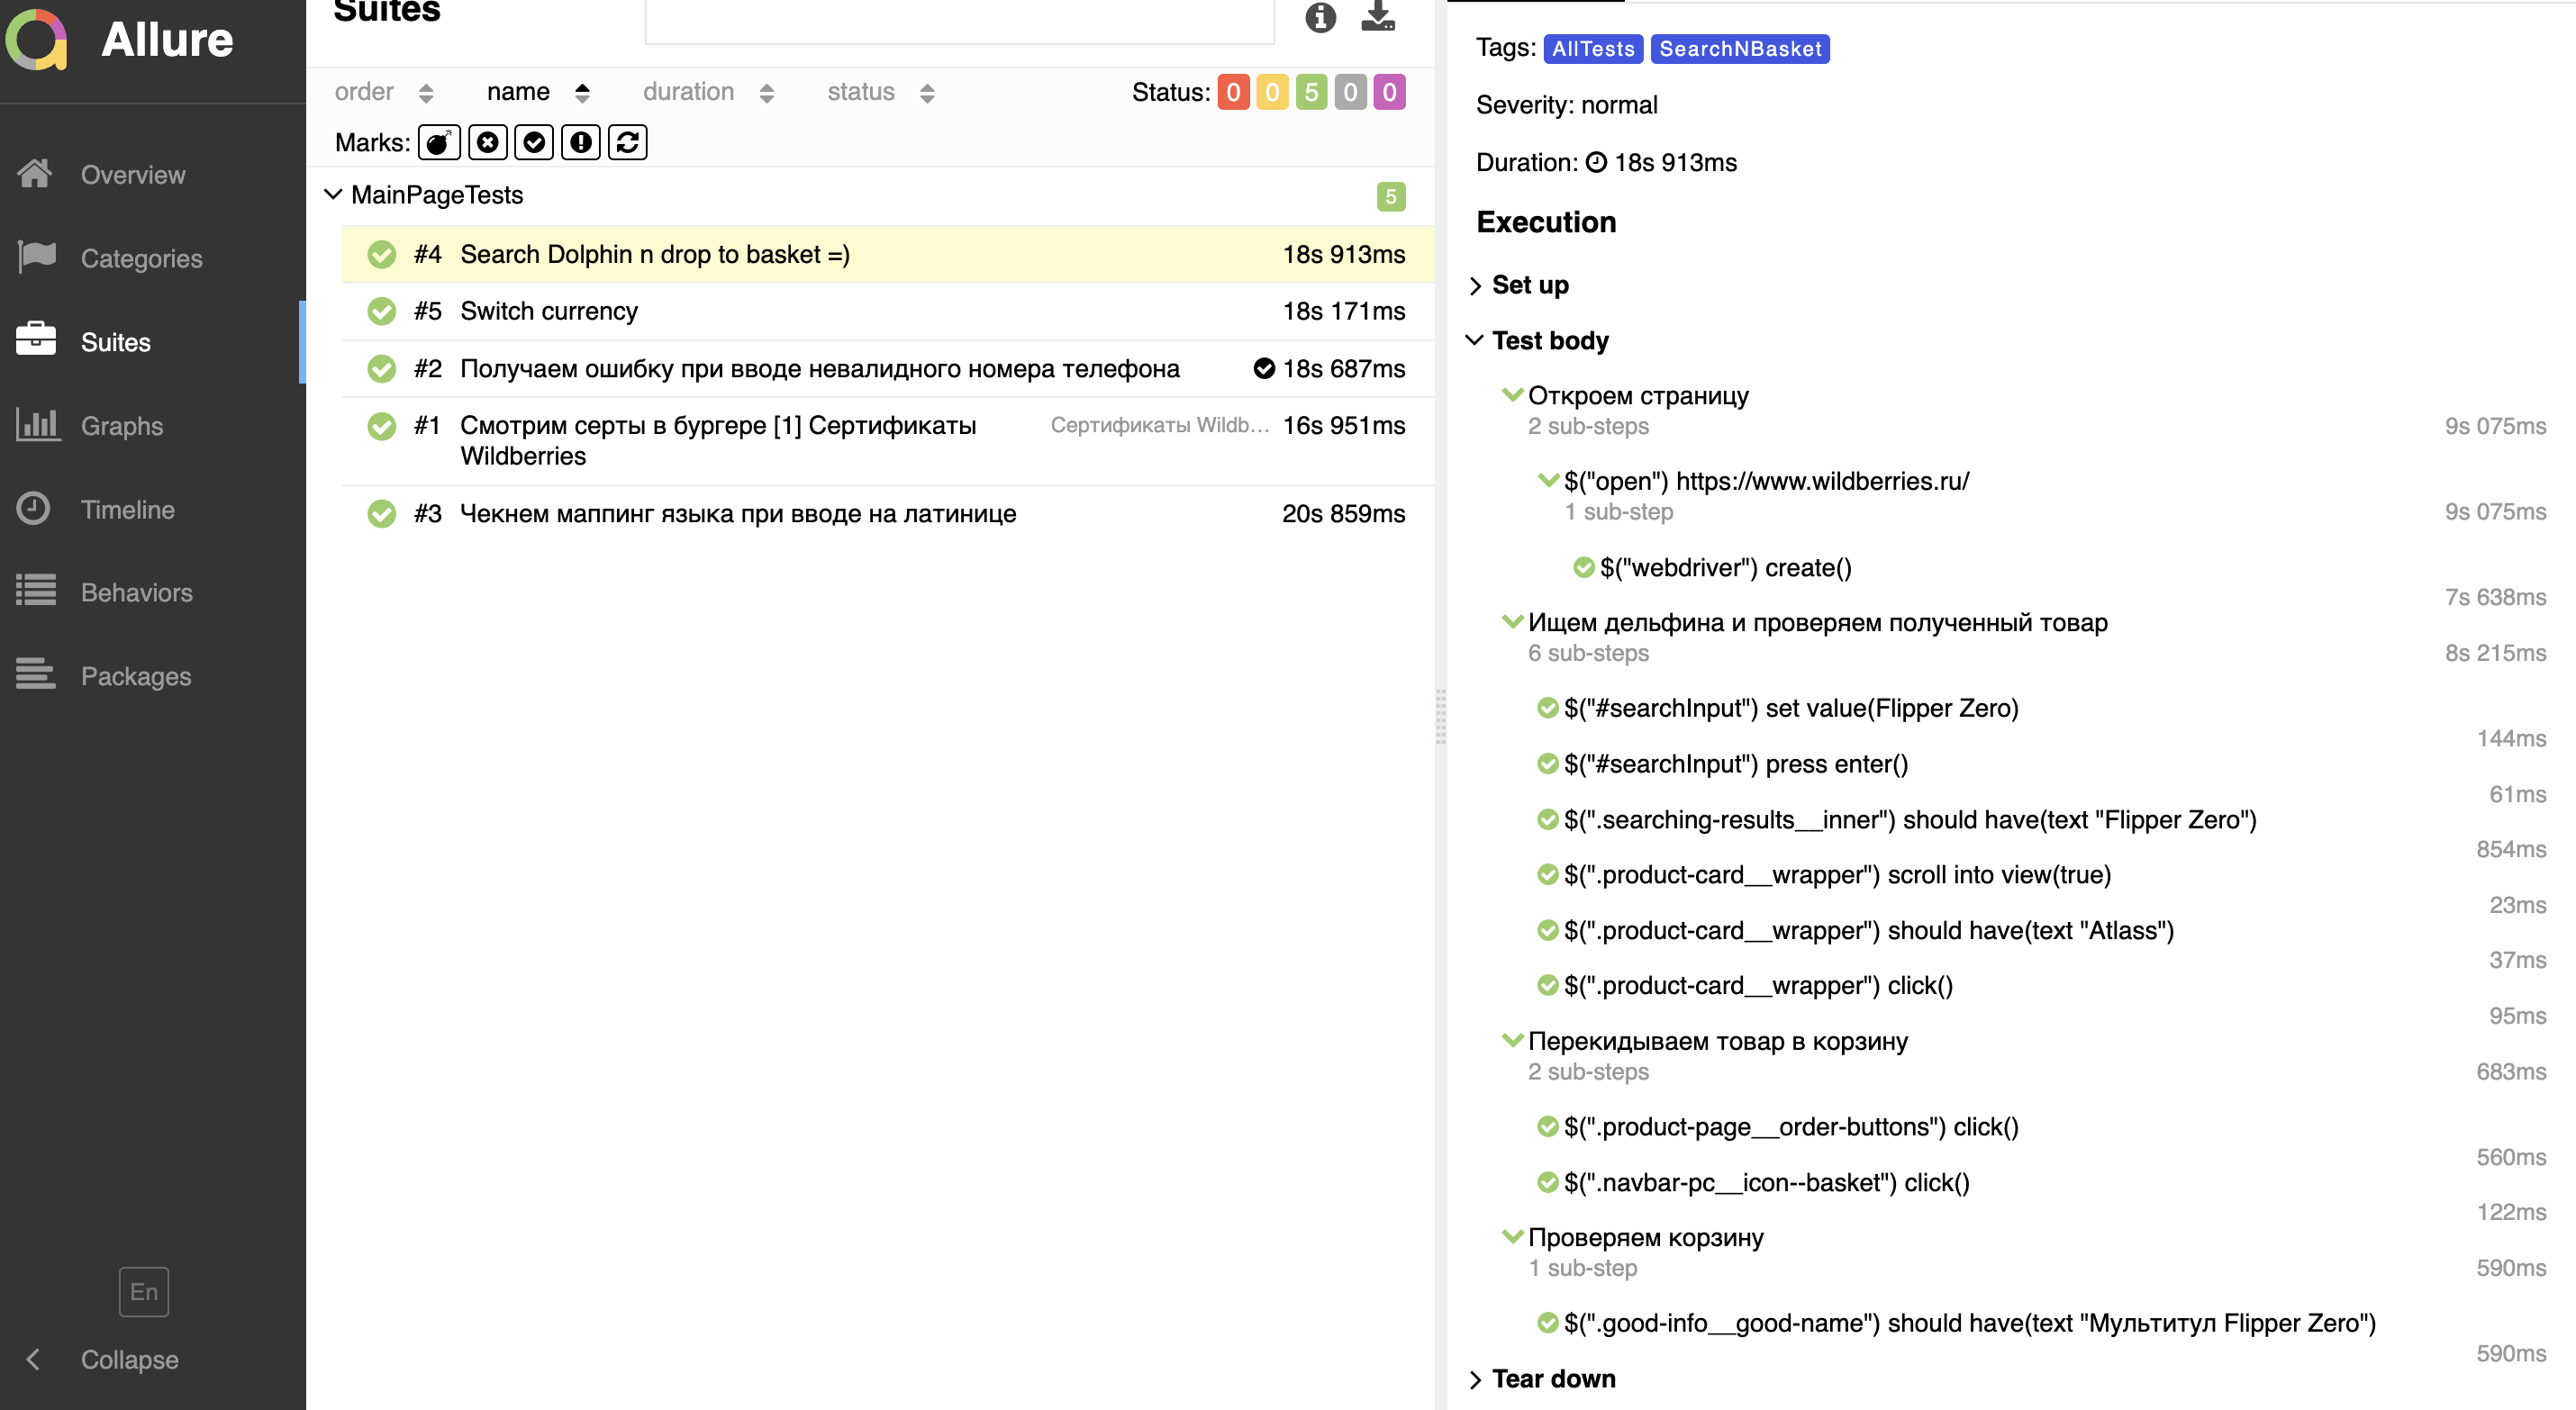 Allure
Overview
Categories
Suites
Graphs
Timeline
Behaviors
Packages
En
Collapse
Suites
order name duration status Status: 0 0 5 0 0
Marks:
MainPageTests 5
#4 Search Dolphin n drop to basket =) 18s 913ms
#5 Switch currency 18s 171ms
#2 Получаем ошибку при вводе невалидного номера телефона 18s 687ms
#1 Смотрим серты в бургере [1] Сертификаты Сертификаты Wildb... 16s 951ms
Wildberries
#3 Чекнем маппинг языка при вводе на латинице 20s 859ms
Tags: AllTests SearchNBasket
Severity: normal
Duration: 18s 913ms
Execution
Set up
Test body
Откроем страницу
2 sub-steps 9s 075ms
$("open") https://www.wildberries.ru/
1 sub-step 9s 075ms
$("webdriver") create()
7s 638ms
Ищем дельфина и проверяем полученный товар
6 sub-steps 8s 215ms
$("#searchInput") set value(Flipper Zero)
144ms
$("#searchInput") press enter()
61ms
$(".searching-results__inner") should have(text "Flipper Zero")
854ms
$(".product-card__wrapper") scroll into view(true)
23ms
$(".product-card__wrapper") should have(text "Atlass")
37ms
$(".product-card__wrapper") click()
95ms
Перекидываем товар в корзину
2 sub-steps 683ms
$(".product-page__order-buttons") click()
560ms
$(".navbar-pc__icon--basket") click()
122ms
Проверяем корзину
1 sub-step 590ms
$(".good-info__good-name") should have(text "Мультитул Flipper Zero")
590ms
Tear down